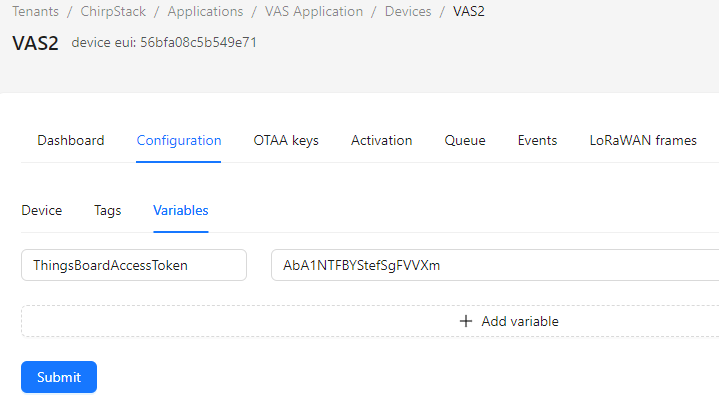 Tenants / ChirpStack / Applications / VAS Application / Devices / VAS2
VAS2 device eui: 56bfa08c5b549e71
Dashboard Configuration OTAA keys Activation Queue Events LoRaWAN frames
Device Tags Variables
ThingsBoardAccessToken AbA1NTFBYStefSgFVVXm
+ Add variable
Submit